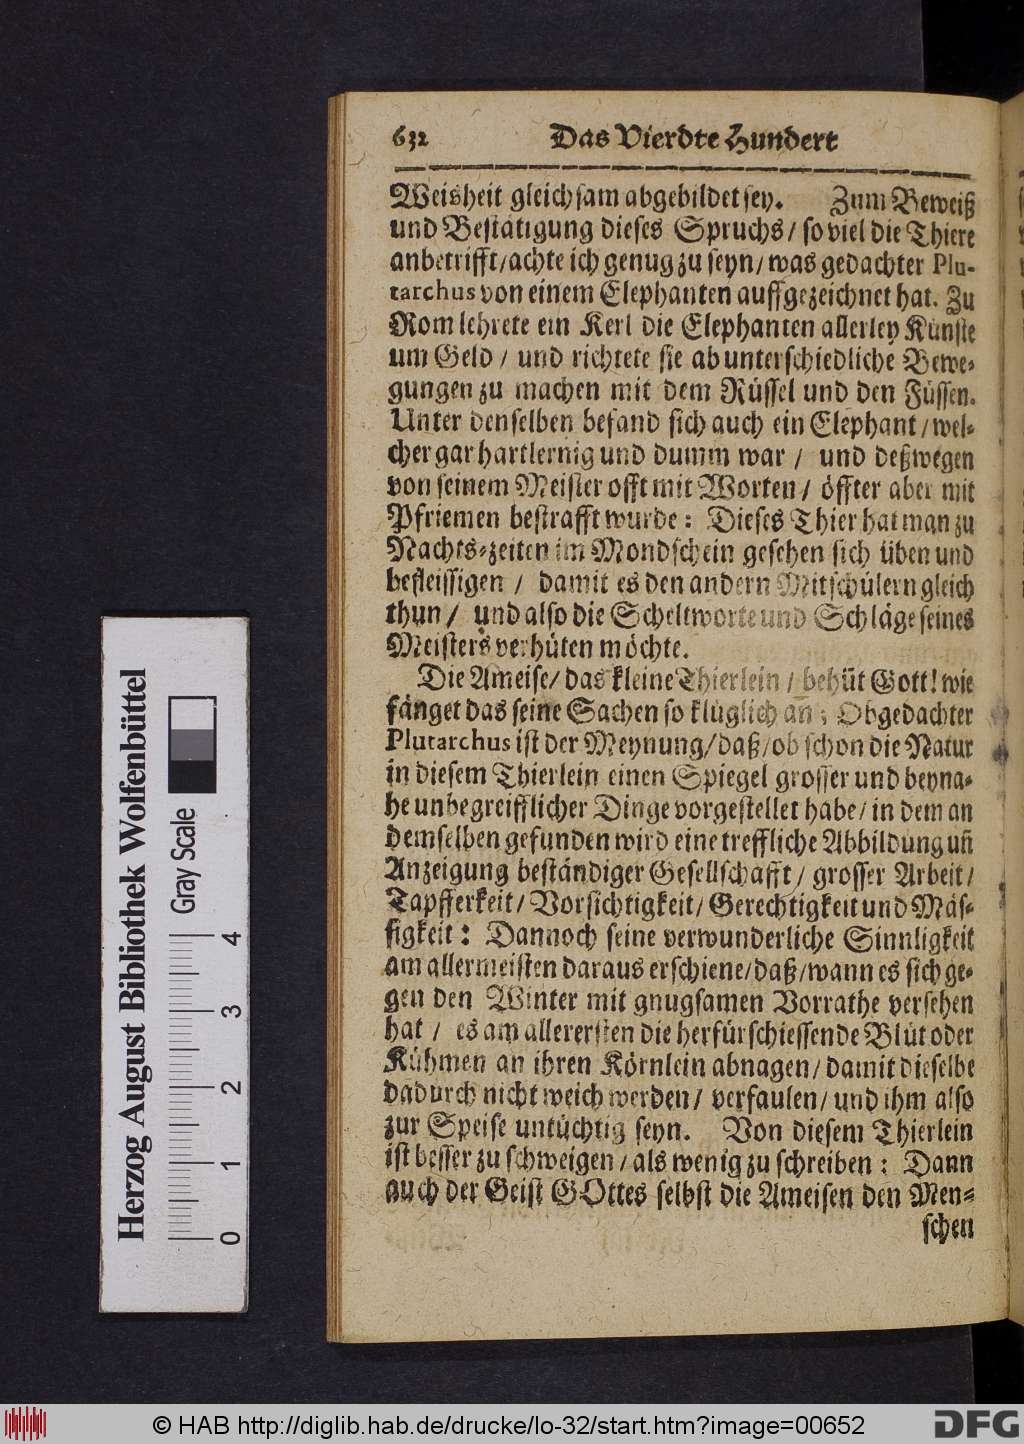 632 Das Vierdte Hundert
Weisheit gleichsam abgebildet sey. Zum Beweiß
und Bestätigung dieses Spruchs / so viel die Thiere
anbetrifft / achte ich genug zu seyn / was gedachter Plu-
tarchus von einem Elephanten auffgezeichnet hat. Zu
Rom lehrete ein Kerl die Elephanten allerley Künste
um Geld / und richtete sie ab unterschiedliche Bewe-
gungen zu machen mit dem Rüssel und den Füssen.
Unter denselben befand sich auch ein Elephant / wel-
cher gar hartlernig und dumm war / und deßwegen
von seinem Meister offt mit Worten / öffter aber mit
Pfriemen bestrafft wurde: Dieses Thier hat man zu
Nachts-zeiten im Mondschein gesehen sich üben und
befleissigen / damit es den andern Mitschülern gleich
thun / und also die Scheltworte und Schläge seines
Meisters verhüten möchte.
Die Ameise / das kleine Thierlein / behüt Gott! wie
fänget das seine Sachen so klüglich an; Obgedachter
Plutarchus ist der Meynung / daß / ob schon die Natur
in diesem Thierlein einen Spiegel grosser und beyna-
he unbegreifflicher Dinge vorgestellet habe / in dem an
demselben gefunden wird eine treffliche Abbildung uñ
Anzeigung beständiger Gesellschafft / grosser Arbeit /
Tapfferkeit / Vorsichtigkeit / Gerechtigkeit und Mäs-
sigkeit: Dannoch seine verwunderliche Sinnligkeit
am allermeisten daraus erschiene / daß / wann es sich ge-
gen den Winter mit gnugsamen Vorrathe versehen
hat / es am allerersten die herfürschiessende Blüt oder
Kühmen an ihren Körnlein abnagen / damit dieselbe
dadurch nicht weich werden / verfaulen / und ihm also
zur Speise untüchtig seyn. Von diesem Thierlein
ist besser zu schweigen / als wenig zu schreiben: Dann
auch der Geist GOttes selbst die Ameisen den Men-
schen
Herzog August Bibliothek Wolfenbüttel
Gray Scale
0 1 2 3 4
© HAB http://diglib.hab.de/drucke/lo-32/start.htm?image=00652
DFG